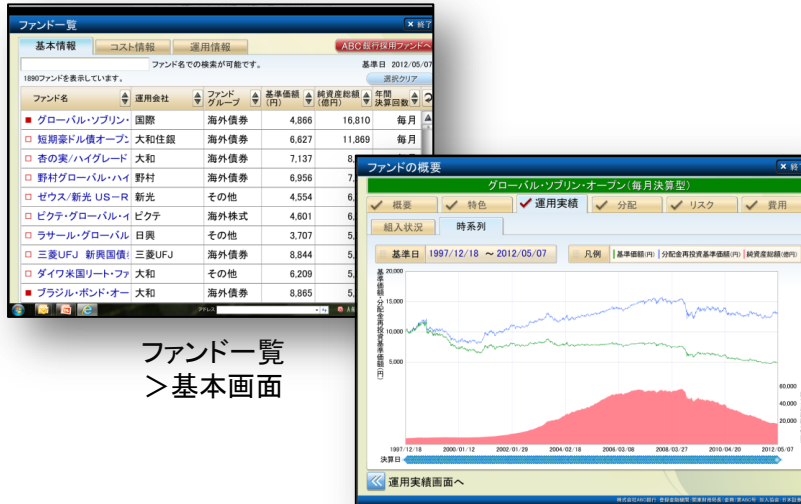 ファンド一覧
× 終了
基本情報
コスト情報
運用情報
ABC銀行採用ファンドへ
ファンド名での検索が可能です。
基準日 2012/05/07
1890ファンドを表示しています。
選択クリア
ファンド名 運用会社 ファンドグループ 基準価額(円) 純資産総額(億円) 年間決算回数
グローバル・ソブリン・ 国際 海外債券 4,866 16,810 毎月
短期豪ドル債オープン 大和住銀 海外債券 6,627 11,869 毎月
杏の実/ハイグレード 大和 海外債券 7,137 8,
野村グローバル・ハイ 野村 海外債券 6,956 7,
ゼウス/新光 US-R 新光 その他 4,554 6,
ピクテ・グローバル・イ ピクテ 海外株式 4,601 6,
ラサール・グローバル 日興 その他 3,707 5,
三菱UFJ 新興国債 三菱UFJ 海外債券 8,844 5,
ダイワ米国リート・ファ 大和 その他 6,209 5,
ブラジル・ボンド・オー 大和 海外債券 8,865 5,
アドレス
ファンド一覧
>基本画面
ファンドの概要
× 終
グローバル・ソブリン・オープン(毎月決算型)
概要
特色
運用実績
分配
リスク
費用
組入状況
時系列
基準日 1997/12/18 ~2012/05/07
凡例 基準価額(円) 分配金再投資基準価額(円) 純資産総額(億円)
基準価額・分配金再投資基準価額(円)
20,000
15,000
10,000
5,000
60,000
40,000
20,000
1997/12/18 2000/01/12 2002/01/29 2004/02/18 2006/03/08 2008/03/27 2010/04/20 2012/05/07
決算日
運用実績画面へ